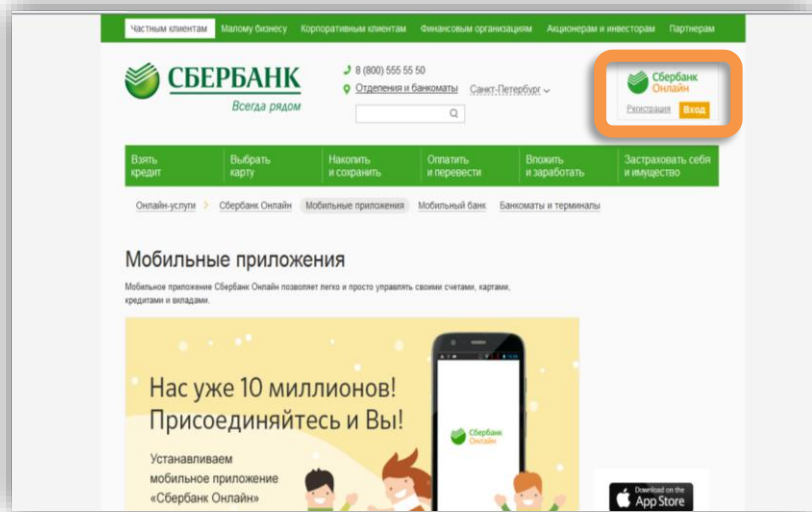 Частным клиентам Малому бизнесу Корпоративным клиентам Финансовым организациям Акционерам и инвесторам Партнерам
СБЕРБАНК
Всегда рядом
8 (800) 555 55 50
Отделения и банкоматы Санкт-Петербург
Сбербанк
Онлайн
Регистрация Вход
Взять
кредит
Выбрать
карту
Накопить
и сохранить
Оплатить
и перевести
Вложить
и заработать
Застраховать себя
и имущество
Онлайн-услуги Сбербанк Онлайн Мобильные приложения Мобильный банк Банкоматы и терминалы
Мобильные приложения
Мобильное приложение Сбербанк Онлайн позволяет легко и просто управлять своими счетами, картами,
кредитами и вкладами.
Нас уже 10 миллионов!
Присоединяйтесь и Вы!
Устанавливаем
мобильное приложение
«Сбербанк Онлайн»
Сбербанк
Онлайн
Download on the
App Store